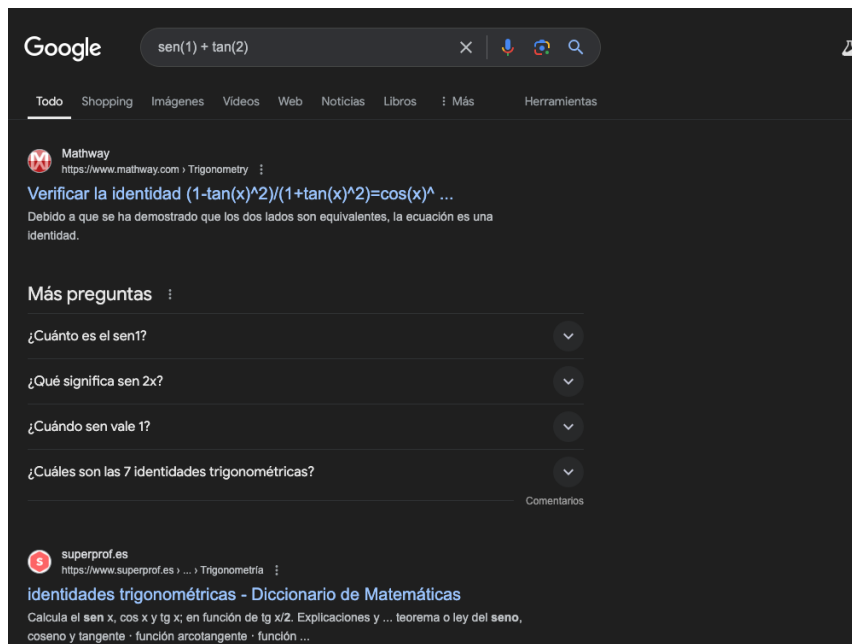 Google
sen(1) + tan(2)
Todo Shopping Imágenes Vídeos Web Noticias Libros Más Herramientas
Mathway
https://www.mathway.com › Trigonometry
Verificar la identidad (1-tan(x)^2)/(1+tan(x)^2)=cos(x)^ ...
Debido a que se ha demostrado que los dos lados son equivalentes, la ecuación es una
identidad.
Más preguntas
¿Cuánto es el sen1?
¿Qué significa sen 2x?
¿Cuándo sen vale 1?
¿Cuáles son las 7 identidades trigonométricas?
Comentarios
S
superprof.es
https://www.superprof.es › ... › Trigonometría
identidades trigonométricas - Diccionario de Matemáticas
Calcula el sen x, cos x y tg x; en función de tg x/2. Explicaciones y ... teorema o ley del seno,
coseno y tangente · función arcotangente · función ...